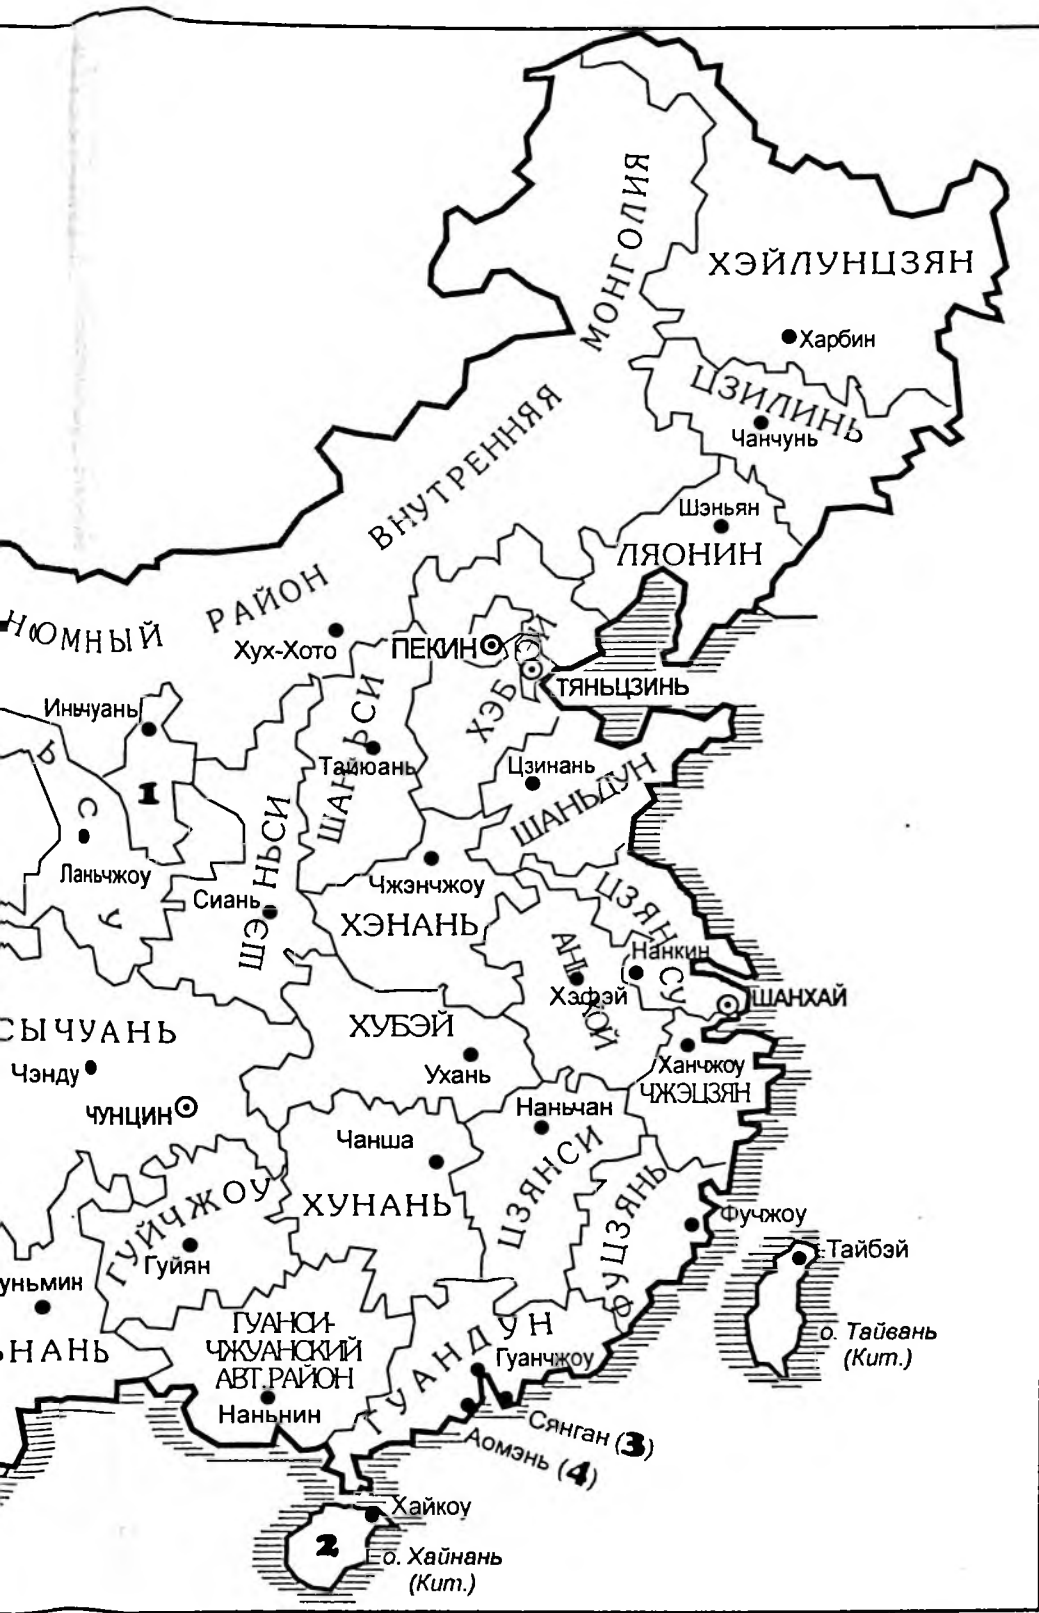 МОНГОЛИЯ
ХЭЙЛУНЦЗЯН
Харбин
ЦЗИЛИНЬ
Чанчунь
ВНУТРЕННЯЯ
Шэньян
ЛЯОНИН
НОМНЫЙ
РАЙОН
Хух-Хото
ПЕКИН
ХЭБЭЙ
ТЯНЬЦЗИНЬ
Иньчуань
1
ШАНЬСИ
Тайюань
Цзинань
ШАНЬДУН
Ь
С
У
Ланьчжоу
ШЭНЬСИ
Сиань
Чжэнчжоу
ХЭНАНЬ
ЦЗЯНСУ
Нанкин
АНЬХОЙ
Хэфэй
ШАНХАЙ
СЫЧУАНЬ
Чэнду
ЧУНЦИН
ХУБЭЙ
Ухань
Ханчжоу
ЧЖЭЦЗЯН
Наньчан
ЦЗЯНСИ
Чанша
ХУНАНЬ
ГУЙЧЖОУ
Гуйян
ФУЦЗЯНЬ
Фучжоу
Тайбэй
о. Тайвань
(Кит.)
уньмин
ЬНАНЬ
ГУАНСИ-
ЧЖУАНСКИЙ
АВТ.РАЙОН
Наньнин
ГУАНДУН
Гуанчжоу
Сянган (3)
Аомэнь (4)
Хайкоу
2
о. Хайнань
(Кит.)